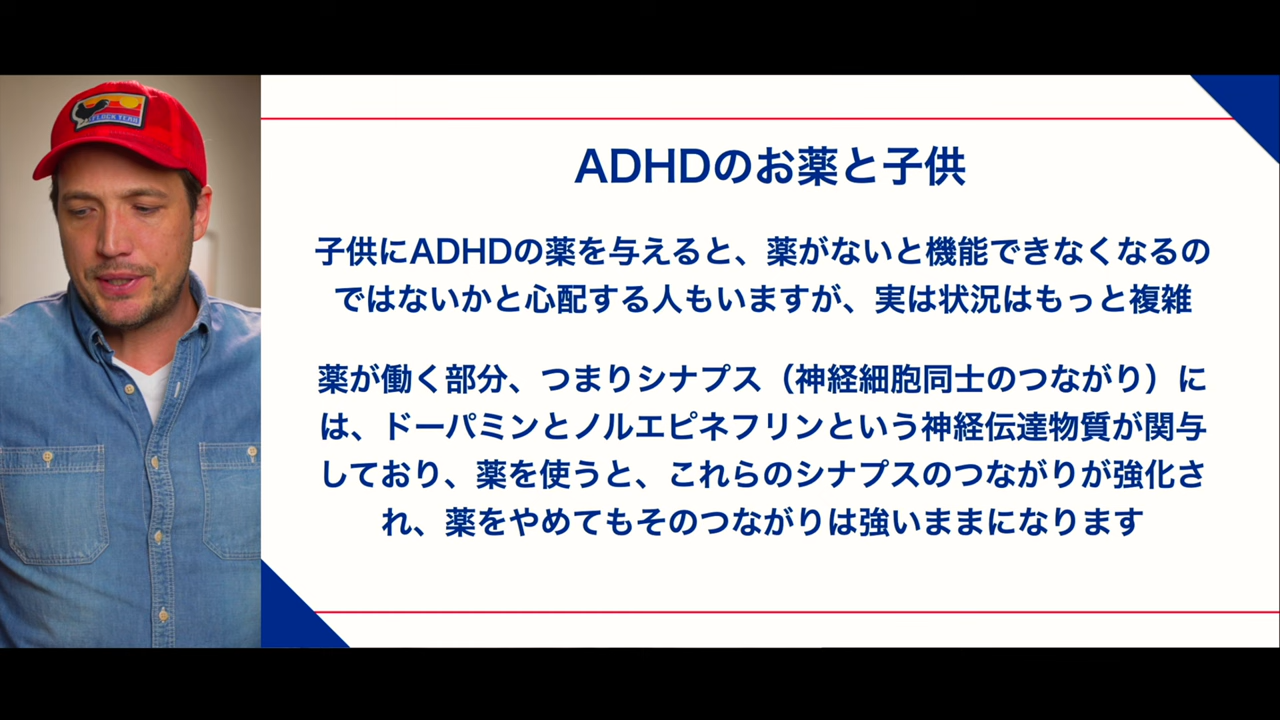 FLOCK YEAH
ADHDのお薬と子供
子供にADHDの薬を与えると、薬がないと機能できなくなるの
ではないかと心配する人もいますが、実は状況はもっと複雑
薬が働く部分、つまりシナプス（神経細胞同士のつながり）に
は、ドーパミンとノルエピネフリンという神経伝達物質が関与
しており、薬を使うと、これらのシナプスのつながりが強化さ
れ、薬をやめてもそのつながりは強いままになります